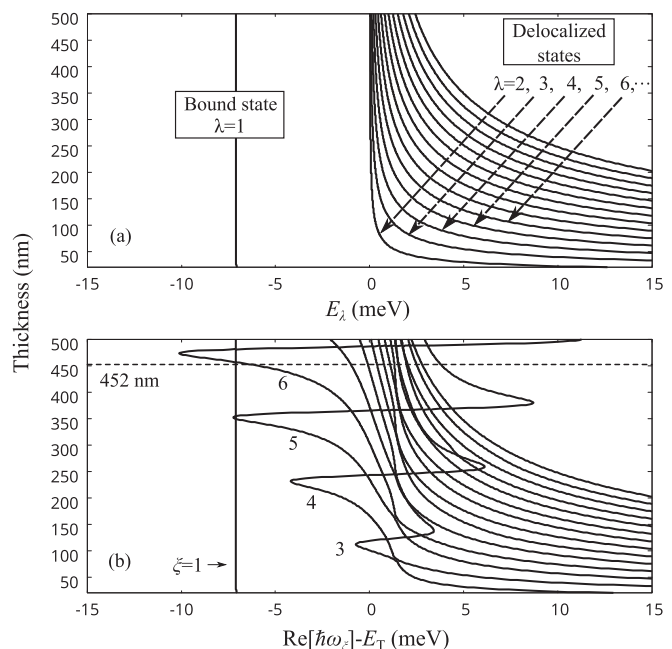 500
450
400
350
300
250
200
150
100
50
Delocalized
states
λ=2, 3, 4, 5, 6,···
Bound state
λ=1
(a)
-15 -10 -5 0 5 10 15
E_λ (meV)
Thickness (nm)
500
450
400
350
300
250
200
150
100
50
452 nm
6
5
4
3
(b)
ξ=1 →
-15 -10 -5 0 5 10 15
Re[ℏω_ξ]-E_T (meV)